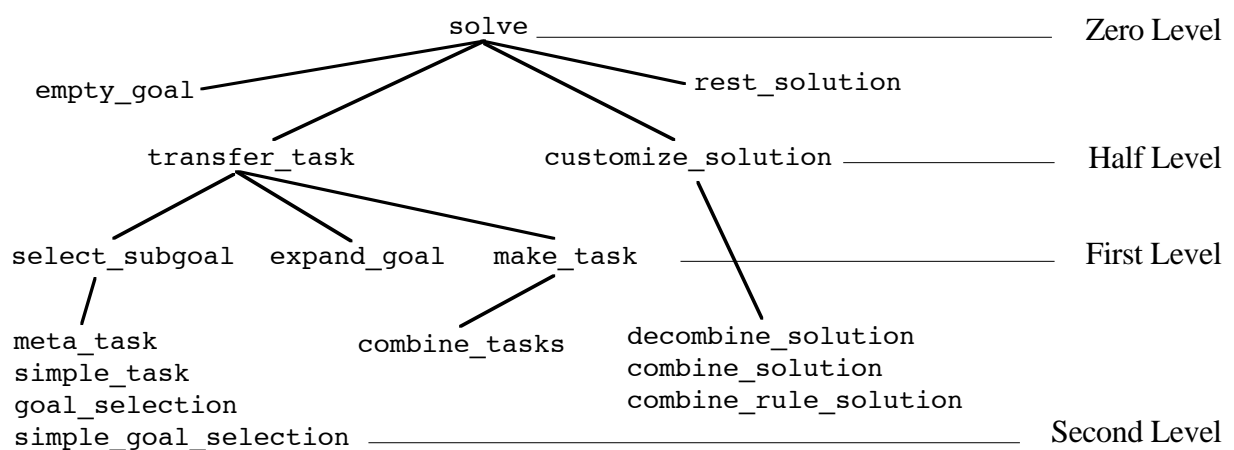 solve Zero Level
empty_goal rest_solution
transfer_task customize_solution Half Level
select_subgoal expand_goal make_task First Level
meta_task combine_tasks decombine_solution
simple_task combine_solution
goal_selection combine_rule_solution
simple_goal_selection Second Level